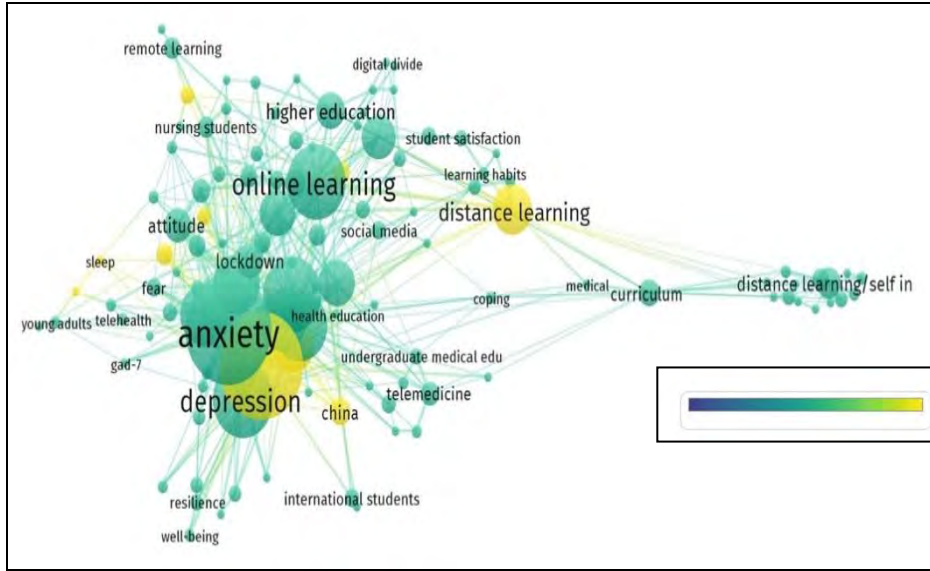 remote learning
digital divide
higher education
nursing students
student satisfaction
learning habits
online learning
distance learning
attitude
social media
sleep
lockdown
fear
distance learning/self in
medical
curriculum
coping
young adults
telehealth
health education
anxiety
undergraduate medical edu
gad-7
telemedicine
depression
china
resilience
international students
well-being